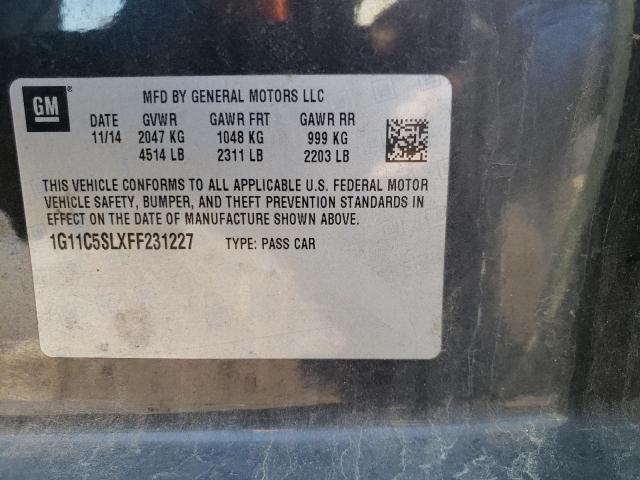 GM
MFD BY GENERAL MOTORS LLC
DATE GVWR GAWR FRT GAWR RR
11/14 2047 KG 1048 KG 999 KG
4514 LB 2311 LB 2203 LB
THIS VEHICLE CONFORMS TO ALL APPLICABLE U.S. FEDERAL MOTOR
VEHICLE SAFETY, BUMPER, AND THEFT PREVENTION STANDARDS IN
EFFECT ON THE DATE OF MANUFACTURE SHOWN ABOVE.
1G11C5SLXFF231227 TYPE: PASS CAR